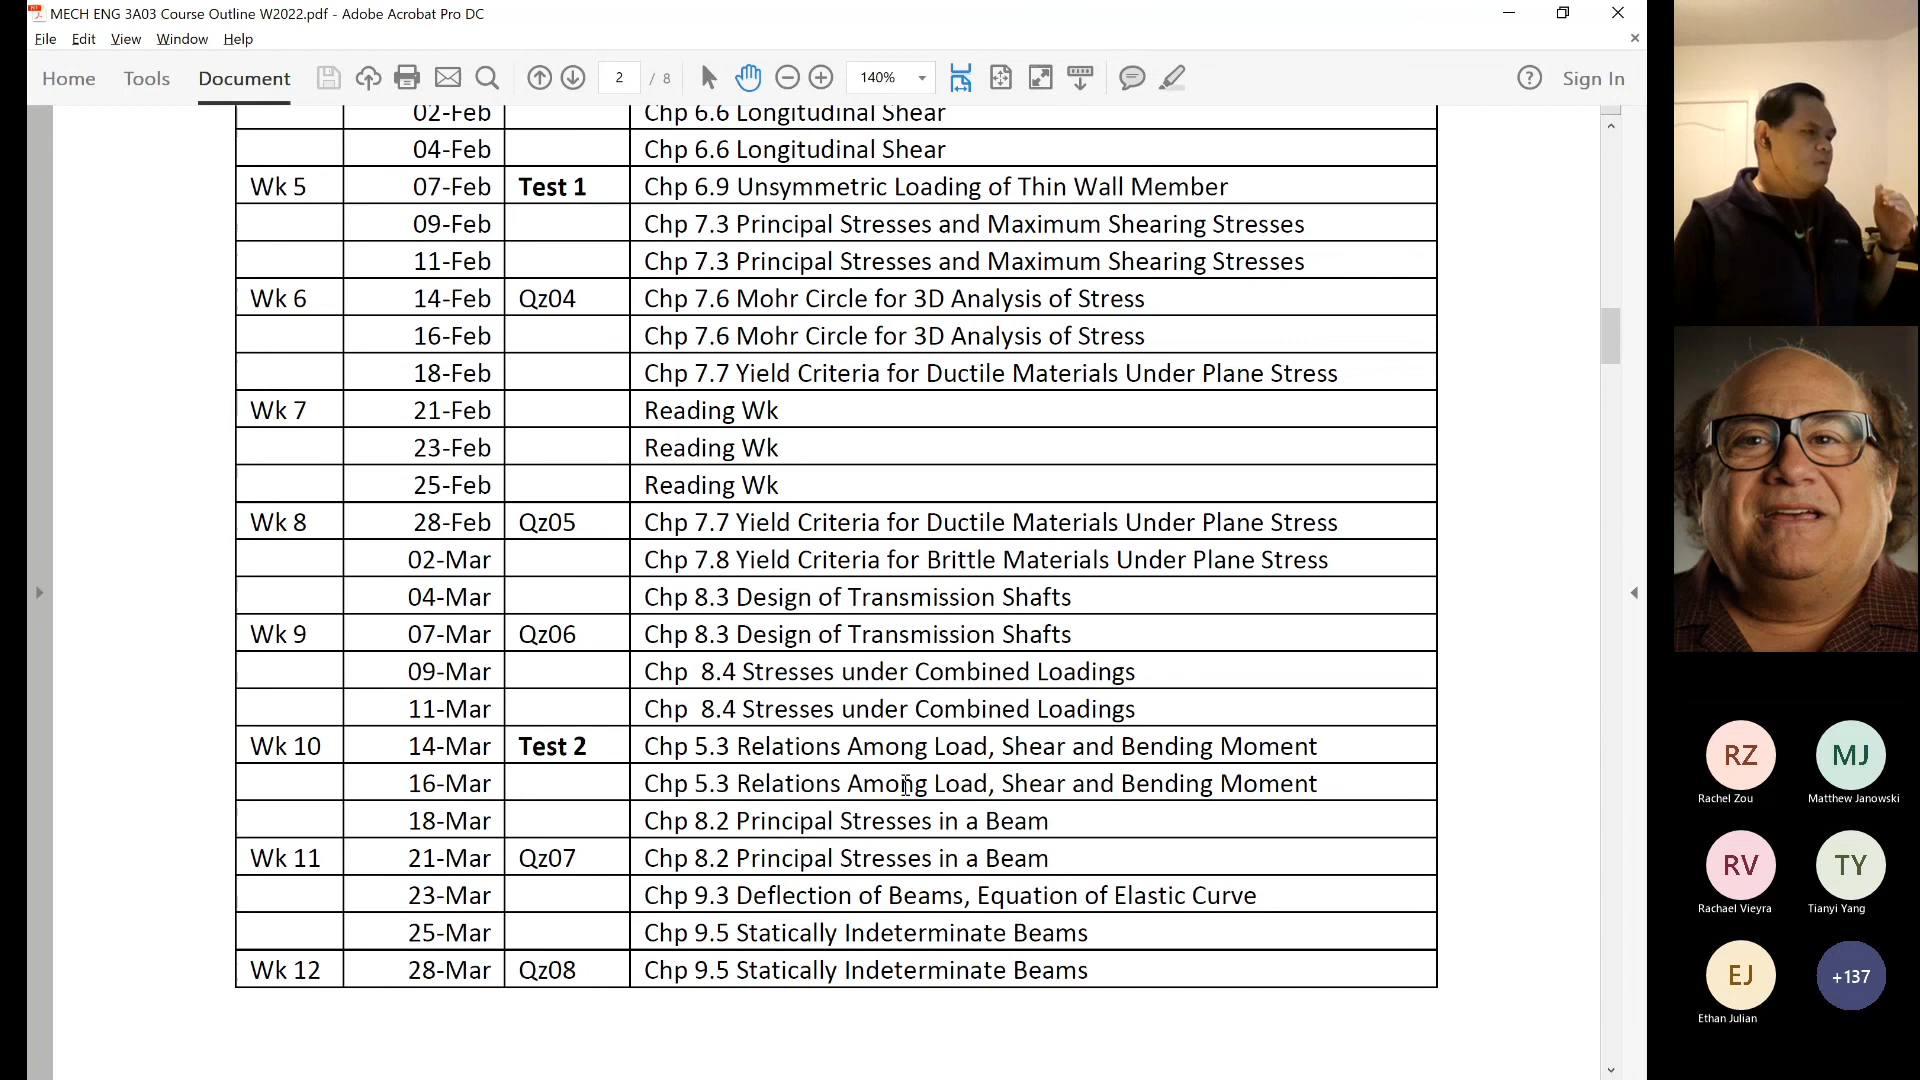 MECH ENG 3A03 Course Outline W2022.pdf - Adobe Acrobat Pro DC
File Edit View Window Help
Home Tools Document 2 / 8 140% Sign In
02-Feb Chp 6.6 Longitudinal Shear
04-Feb Chp 6.6 Longitudinal Shear
Wk 5 07-Feb Test 1 Chp 6.9 Unsymmetric Loading of Thin Wall Member
09-Feb Chp 7.3 Principal Stresses and Maximum Shearing Stresses
11-Feb Chp 7.3 Principal Stresses and Maximum Shearing Stresses
Wk 6 14-Feb Qz04 Chp 7.6 Mohr Circle for 3D Analysis of Stress
16-Feb Chp 7.6 Mohr Circle for 3D Analysis of Stress
18-Feb Chp 7.7 Yield Criteria for Ductile Materials Under Plane Stress
Wk 7 21-Feb Reading Wk
23-Feb Reading Wk
25-Feb Reading Wk
Wk 8 28-Feb Qz05 Chp 7.7 Yield Criteria for Ductile Materials Under Plane Stress
02-Mar Chp 7.8 Yield Criteria for Brittle Materials Under Plane Stress
04-Mar Chp 8.3 Design of Transmission Shafts
Wk 9 07-Mar Qz06 Chp 8.3 Design of Transmission Shafts
09-Mar Chp 8.4 Stresses under Combined Loadings
11-Mar Chp 8.4 Stresses under Combined Loadings
Wk 10 14-Mar Test 2 Chp 5.3 Relations Among Load, Shear and Bending Moment
16-Mar Chp 5.3 Relations Among Load, Shear and Bending Moment
18-Mar Chp 8.2 Principal Stresses in a Beam
Wk 11 21-Mar Qz07 Chp 8.2 Principal Stresses in a Beam
23-Mar Chp 9.3 Deflection of Beams, Equation of Elastic Curve
25-Mar Chp 9.5 Statically Indeterminate Beams
Wk 12 28-Mar Qz08 Chp 9.5 Statically Indeterminate Beams
RZ MJ
Rachel Zou Matthew Janowski
RV TY
Rachael Vieyra Tianyi Yang
EJ +137
Ethan Julian